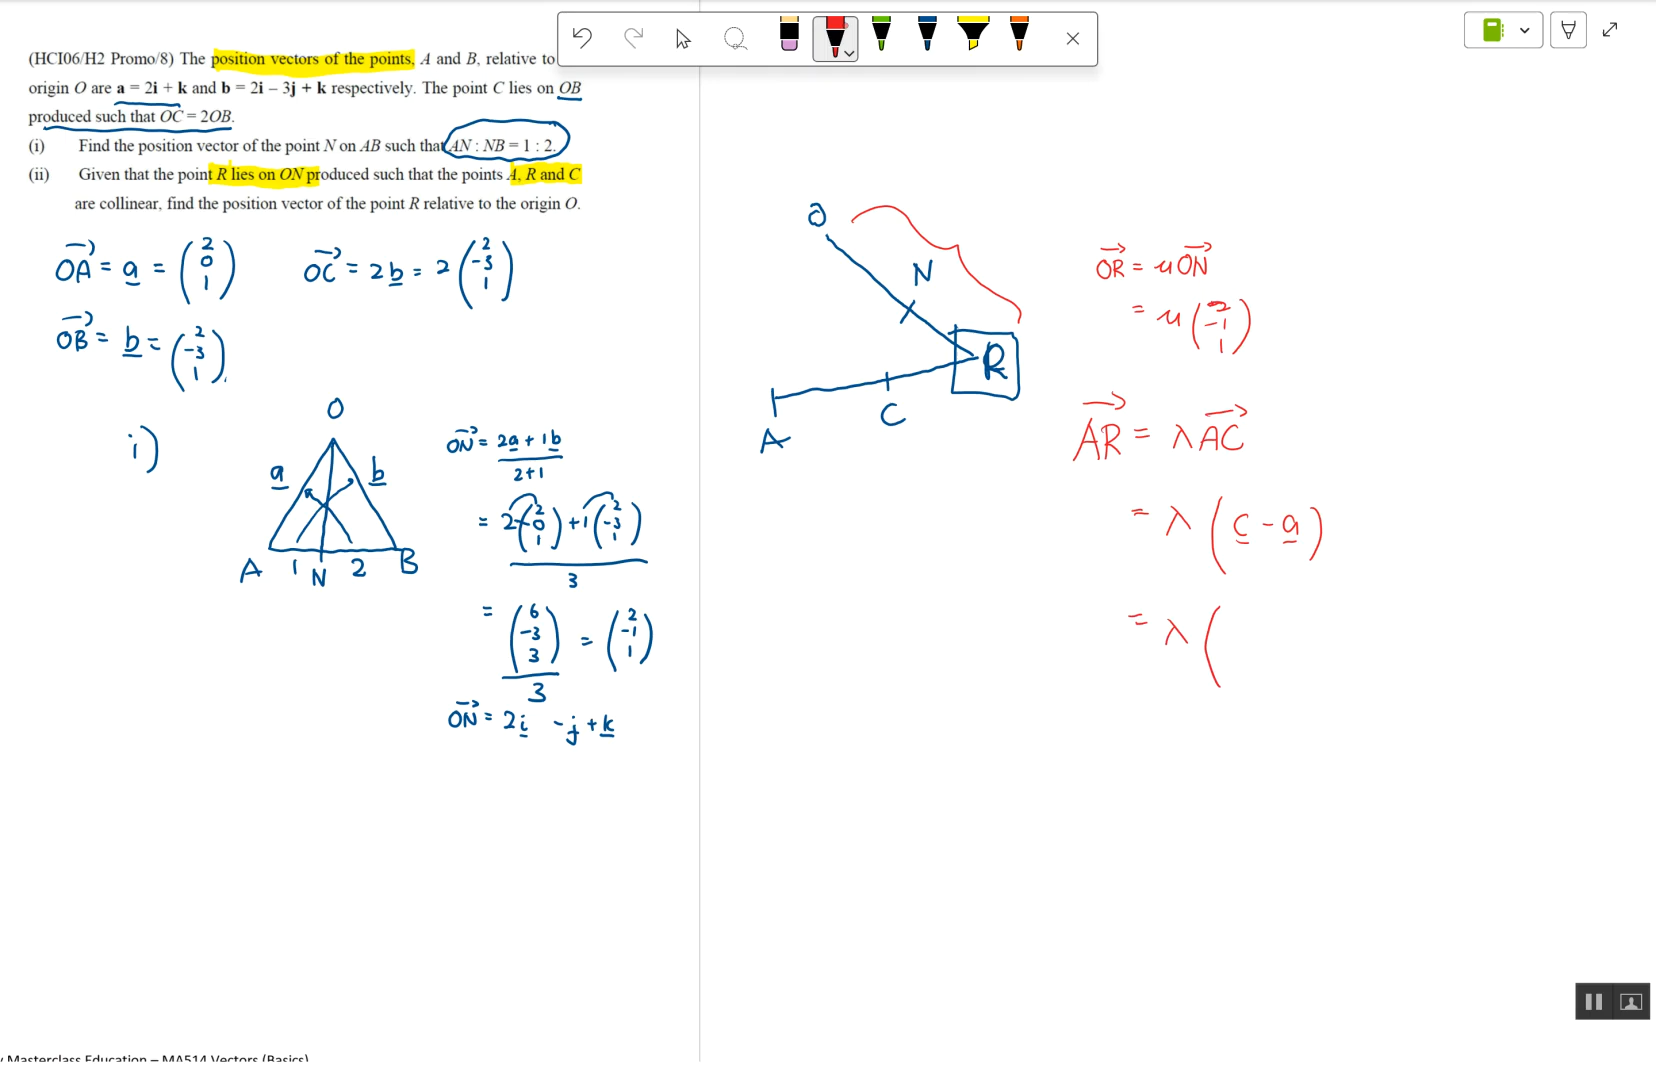 (HCI06/H2 Promo/8) The position vectors of the points, A and B, relative to
origin O are a = 2i + k and b = 2i – 3j + k respectively. The point C lies on OB
produced such that OC = 2OB.
(i) Find the position vector of the point N on AB such that AN : NB = 1 : 2.
(ii) Given that the point R lies on ON produced such that the points A, R and C
are collinear, find the position vector of the point R relative to the origin O.
OA = a = (2 0 1)
OC = 2b = 2 (2 -3 1)
OB = b = (2 -3 1)
i)
O
a
b
A 1 N 2 B
ON = 2a + 1b
2+1
= 2(2 0 1) + 1(2 -3 1)
3
= (6 -3 3) = (2 -1 1)
3
ON = 2i - j + k
O
N
R
C
A
OR = μON
= μ(2 -1 1)
AR = λAC
= λ(c - a)
= λ(
Masterclass Education – MA514 Vectors (Basics)